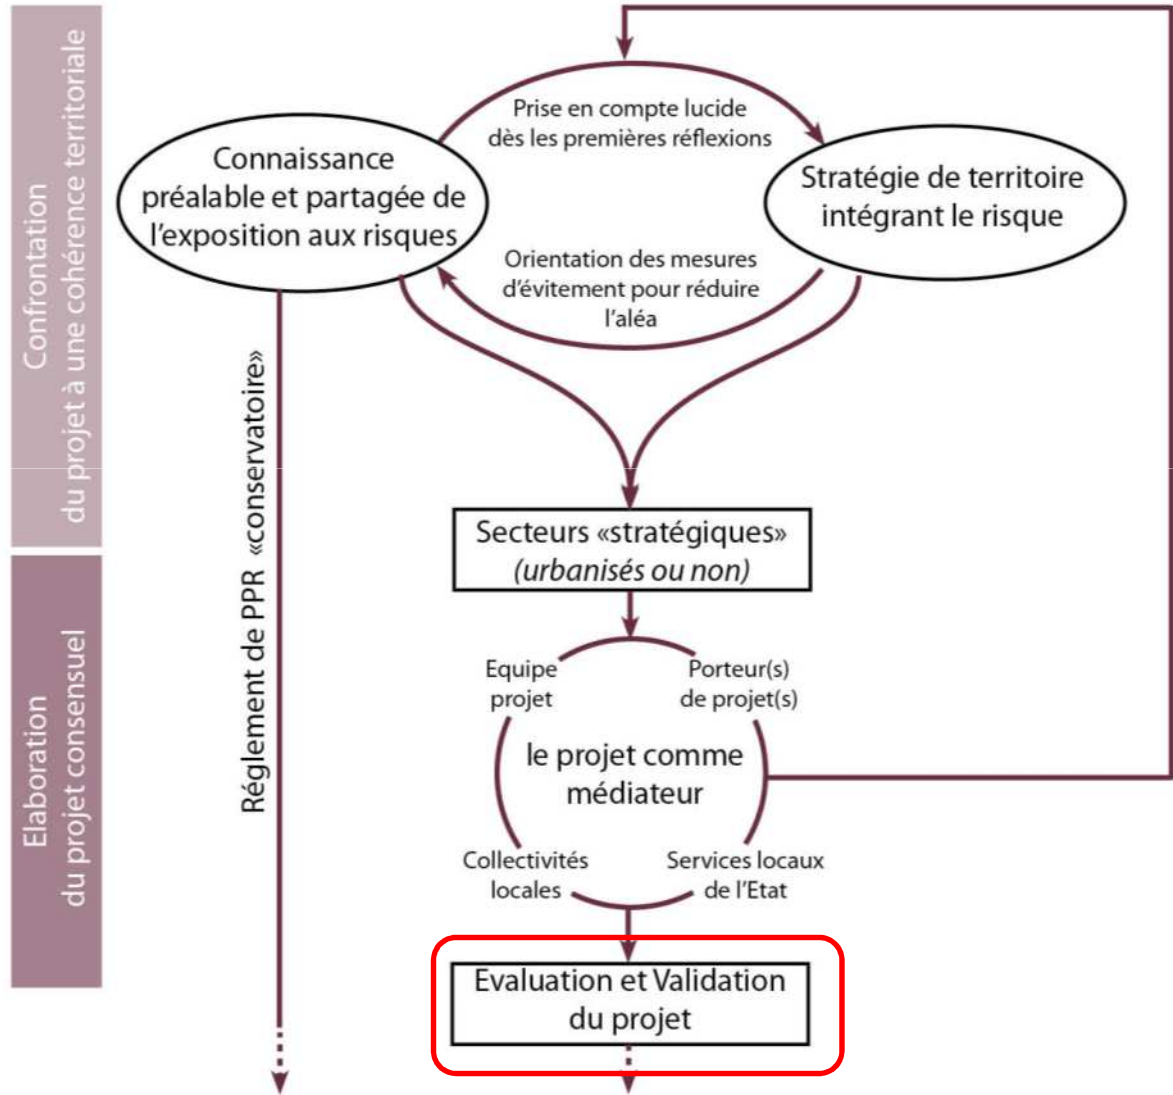 Confrontation
du projet à une cohérence territoriale
Prise en compte lucide
dès les premières réflexions
Connaissance
préalable et partagée de
l'exposition aux risques
Stratégie de territoire
intégrant le risque
Orientation des mesures
d'évitement pour réduire
l'aléa
Réglement de PPR «conservatoire»
Secteurs «stratégiques»
(urbanisés ou non)
Elaboration
du projet consensuel
Equipe
projet
Porteur(s)
de projet(s)
le projet comme
médiateur
Collectivités
locales
Services locaux
de l'Etat
Evaluation et Validation
du projet